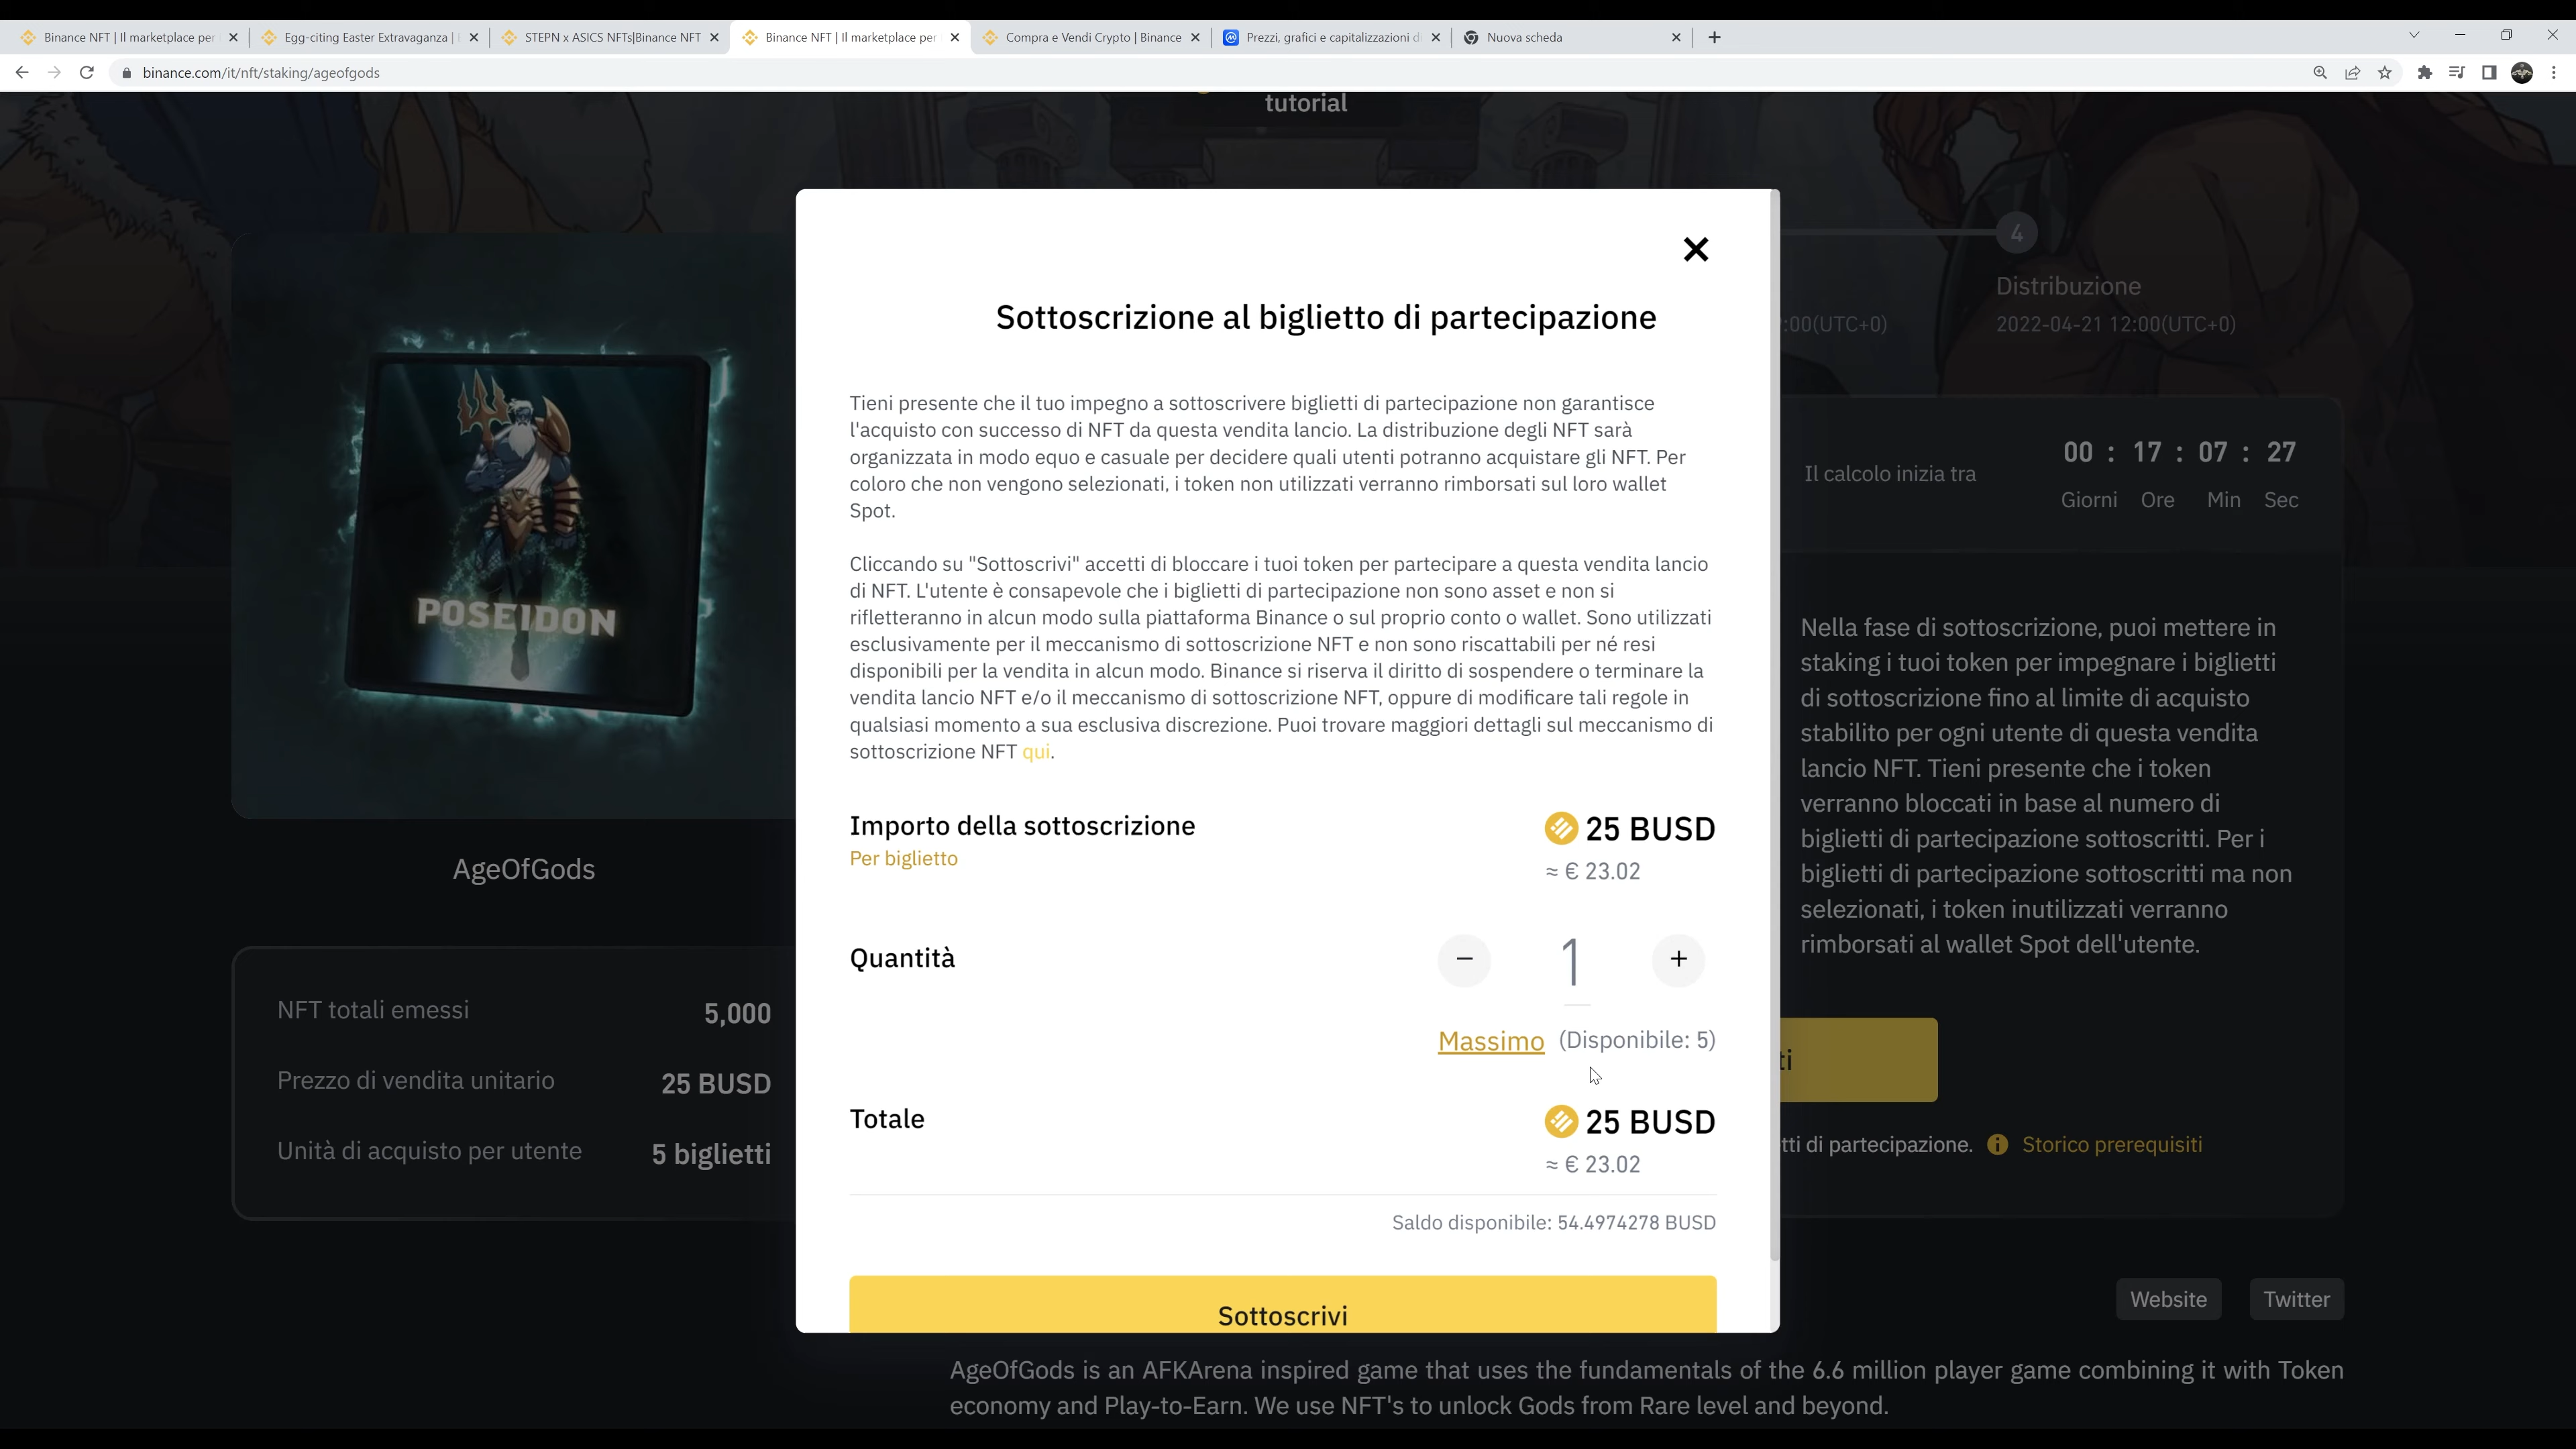 Binance NFT | Il marketplace per
Egg-citing Easter Extravaganza |
STEPN x ASICS NFTs|Binance NFT
Binance NFT | Il marketplace per
Compra e Vendi Crypto | Binance
Prezzi, grafici e capitalizzazioni di
Nuova scheda
binance.com/it/nft/staking/ageofgods
tutorial
4
Distribuzione
:00(UTC+0)
2022-04-21 12:00(UTC+0)
Il calcolo inizia tra
00 : 17 : 07 : 27
Giorni Ore Min Sec
POSEIDON
AgeOfGods
NFT totali emessi 5,000
Prezzo di vendita unitario 25 BUSD
Unità di acquisto per utente 5 biglietti
Sottoscrizione al biglietto di partecipazione
Tieni presente che il tuo impegno a sottoscrivere biglietti di partecipazione non garantisce
l'acquisto con successo di NFT da questa vendita lancio. La distribuzione degli NFT sarà
organizzata in modo equo e casuale per decidere quali utenti potranno acquistare gli NFT. Per
coloro che non vengono selezionati, i token non utilizzati verranno rimborsati sul loro wallet
Spot.
Cliccando su "Sottoscrivi" accetti di bloccare i tuoi token per partecipare a questa vendita lancio
di NFT. L'utente è consapevole che i biglietti di partecipazione non sono asset e non si
rifletteranno in alcun modo sulla piattaforma Binance o sul proprio conto o wallet. Sono utilizzati
esclusivamente per il meccanismo di sottoscrizione NFT e non sono riscattabili per né resi
disponibili per la vendita in alcun modo. Binance si riserva il diritto di sospendere o terminare la
vendita lancio NFT e/o il meccanismo di sottoscrizione NFT, oppure di modificare tali regole in
qualsiasi momento a sua esclusiva discrezione. Puoi trovare maggiori dettagli sul meccanismo di
sottoscrizione NFT qui.
Importo della sottoscrizione 25 BUSD
Per biglietto ≈ € 23.02
Quantità − 1 +
Massimo (Disponibile: 5)
Totale 25 BUSD
≈ € 23.02
Saldo disponibile: 54.4974278 BUSD
Sottoscrivi
Nella fase di sottoscrizione, puoi mettere in
staking i tuoi token per impegnare i biglietti
di sottoscrizione fino al limite di acquisto
stabilito per ogni utente di questa vendita
lancio NFT. Tieni presente che i token
verranno bloccati in base al numero di
biglietti di partecipazione sottoscritti. Per i
biglietti di partecipazione sottoscritti ma non
selezionati, i token inutilizzati verranno
rimborsati al wallet Spot dell'utente.
ti
tti di partecipazione. Storico prerequisiti
Website Twitter
AgeOfGods is an AFKArena inspired game that uses the fundamentals of the 6.6 million player game combining it with Token
economy and Play-to-Earn. We use NFT's to unlock Gods from Rare level and beyond.